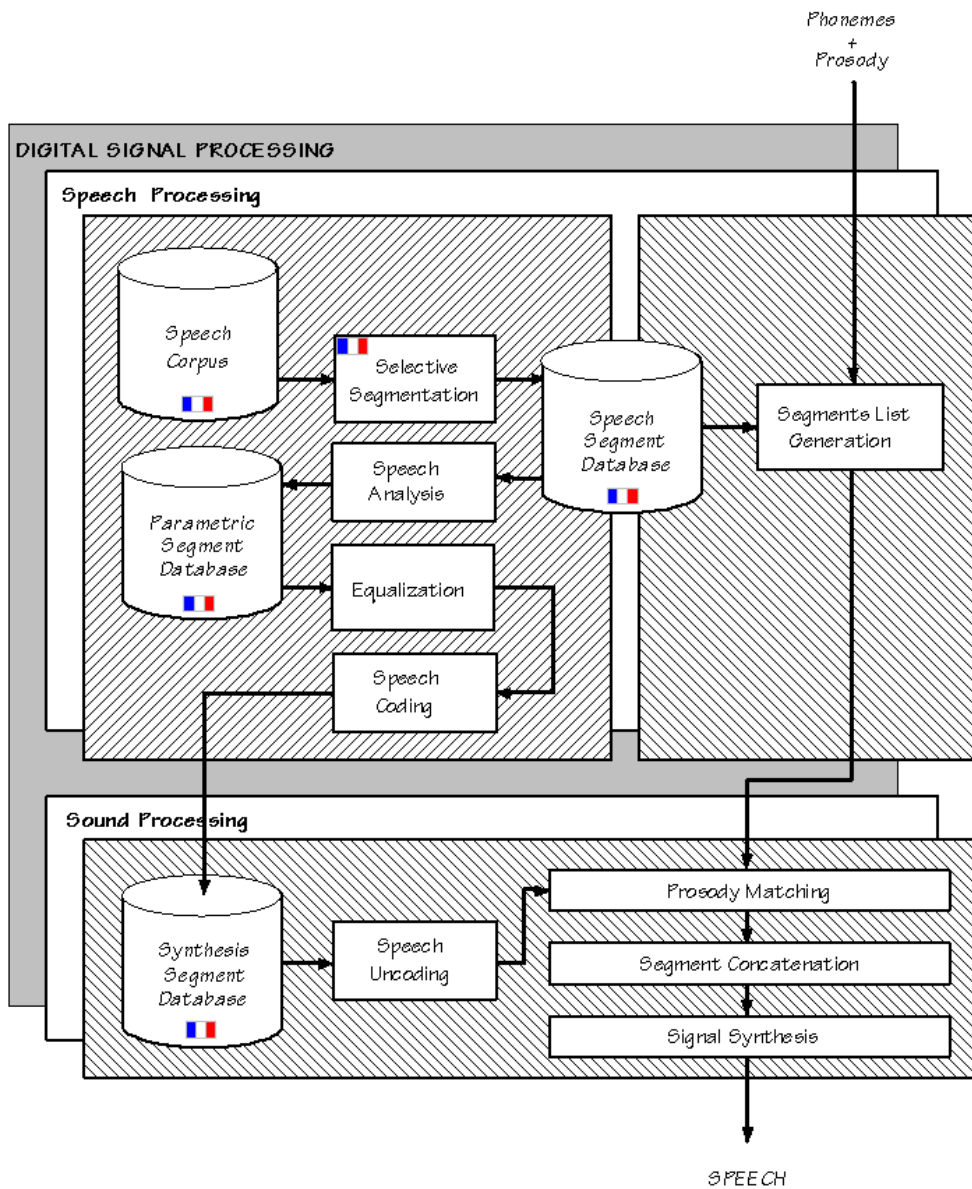 Phonemes
+
Prosody
DIGITAL SIGNAL PROCESSING
Speech Processing
Speech
Corpus
Selective
Segmentation
Speech
Segment
Database
Segments List
Generation
Speech
Analysis
Parametric
Segment
Database
Equalization
Speech
Coding
Sound Processing
Synthesis
Segment
Database
Speech
Uncoding
Prosody Matching
Segment Concatenation
Signal Synthesis
SPEECH